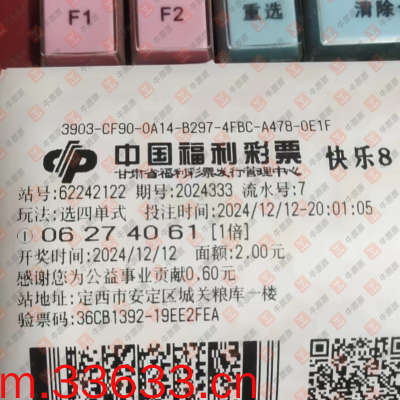 F1 F2 重选 清除
3903-CF90-0A14-B297-4FBC-A478-0E1F
中国福利彩票 快乐8
甘肃省福利彩票发行管理中心
站号:62242122 期号:2024333 流水号:7
玩法:选四单式 投注时间:2024/12/12-20:01:05
① 06 27 40 61 [1倍]
开奖时间:2024/12/12 面额:2.00元
感谢您为公益事业贡献0.60元
站地址: 定西市安定区城关粮库一楼
验票码:36CB1392-19EE2FEA
m.33633.cn